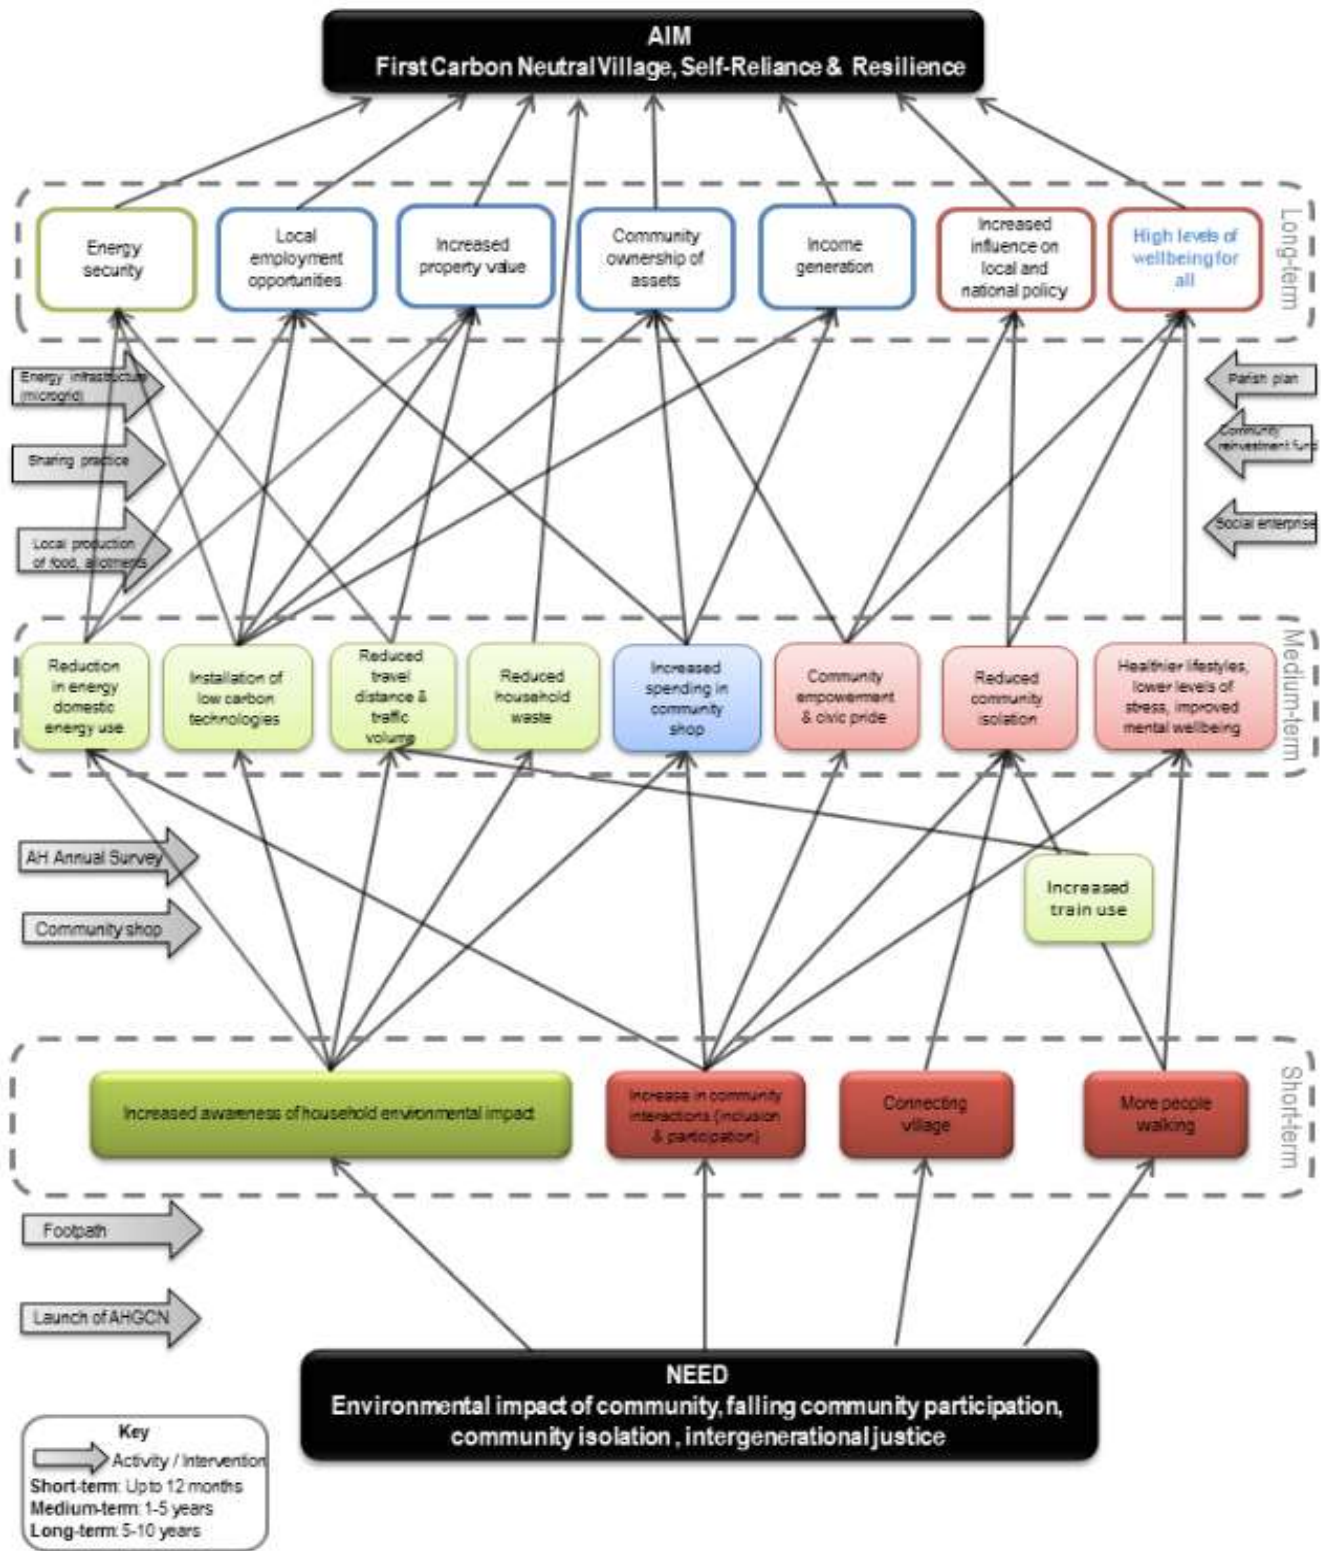 AIM
First Carbon Neutral Village, Self-Reliance & Resilience
Energy
security
Local
employment
opportunities
Increased
property value
Community
ownership of
assets
Income
generation
Increased
influence on
local and
national policy
High levels of
wellbeing for
all
Long-term
Energy infrastructure
(microgrid)
Sharing practice
Local production
of food, allotments
Parish plan
Community
reinvestment fund
Social enterprise
Reduction
in energy
domestic
energy use
Installation of
low carbon
technologies
Reduced
travel
distance &
traffic
volume
Reduced
household
waste
Increased
spending in
community
shop
Community
empowerment
& civic pride
Reduced
community
isolation
Healthier lifestyles,
lower levels of
stress, improved
mental wellbeing
Medium-term
AH Annual Survey
Community shop
Increased
train use
Increased awareness of household environmental impact
Increase in community
interactions (inclusion
& participation)
Connecting
village
More people
walking
Short-term
Footpath
Launch of AHGCN
NEED
Environmental impact of community, falling community participation,
community isolation , intergenerational justice
Key
Activity / Intervention
Short-term: Up to 12 months
Medium-term: 1-5 years
Long-term: 5-10 years